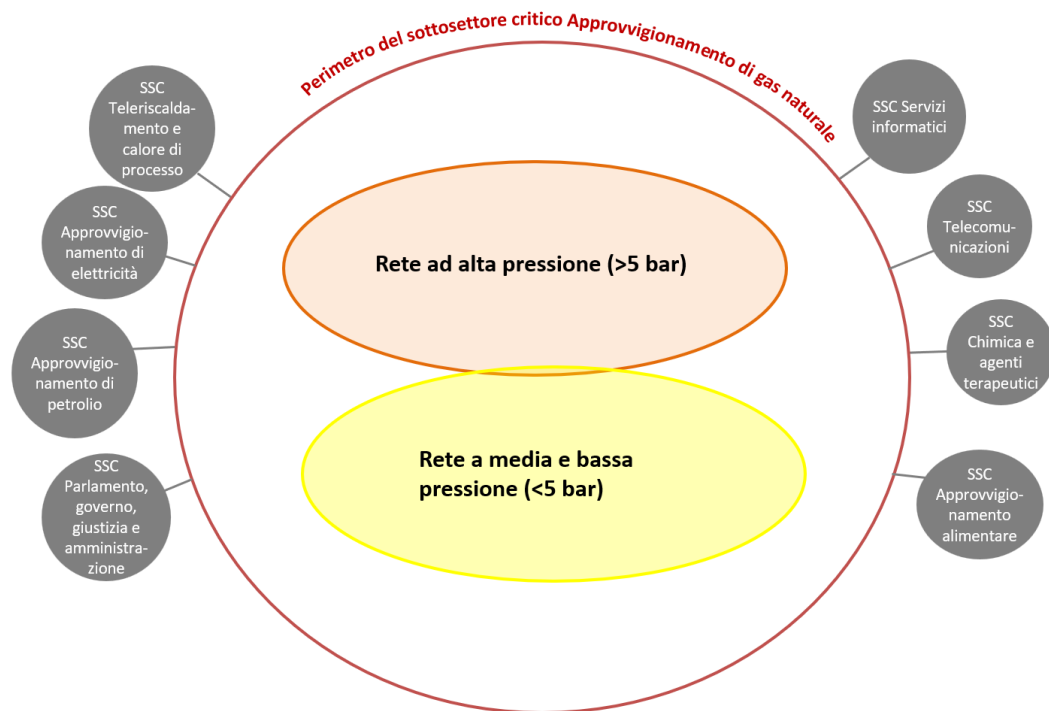 Perimetro del sottosettore critico Approvvigionamento di gas naturale
SSC
Teleriscalda-
mento e
calore di
processo
SSC
Approvvigio-
namento di
elettricità
SSC
Approvvigio-
namento di
petrolio
SSC
Parlamento,
governo,
giustizia e
amministra-
zione
Rete ad alta pressione (>5 bar)
Rete a media e bassa
pressione (<5 bar)
SSC Servizi
informatici
SSC
Telecomu-
nicazioni
SSC
Chimica e
agenti
terapeutici
SSC
Approvvigio-
namento
alimentare